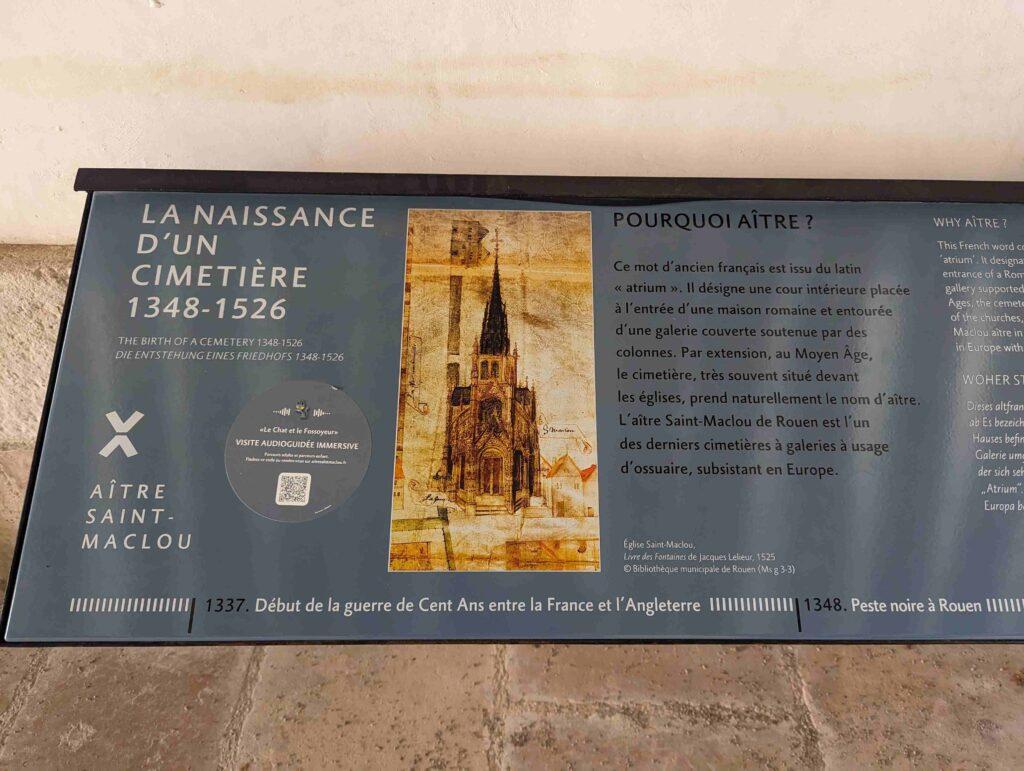 LA NAISSANCE
D'UN
CIMETIÈRE
1348-1526
THE BIRTH OF A CEMETERY 1348-1526
DIE ENTSTEHUNG EINES FRIEDHOFS 1348-1526
«Le Chat et le Fossoyeur»
VISITE AUDIOGUIDÉE IMMERSIVE
Parcours adulte et parcours enfant.
AÎTRE
SAINT-
MACLOU
S. Maclou
POURQUOI AÎTRE ?
Ce mot d'ancien français est issu du latin
« atrium ». Il désigne une cour intérieure placée
à l'entrée d'une maison romaine et entourée
d'une galerie couverte soutenue par des
colonnes. Par extension, au Moyen Âge,
le cimetière, très souvent situé devant
les églises, prend naturellement le nom d'aître.
L'aître Saint-Maclou de Rouen est l'un
des derniers cimetières à galeries à usage
d'ossuaire, subsistant en Europe.
Église Saint-Maclou,
Livre des Fontaines de Jacques Lelieur, 1525
© Bibliothèque municipale de Rouen (Ms g 3-3)
WHY AÎTRE ?
This French word co
'atrium'. It designa
entrance of a Rom
gallery supported
Ages, the cemete
of the churches,
Maclou aître in
in Europe with
WOHER ST
Dieses altfran
ab Es bezeich
Hauses befin
Galerie um
der sich seh
„Atrium".
Europa b
1337. Début de la guerre de Cent Ans entre la France et l'Angleterre
1348. Peste noire à Rouen